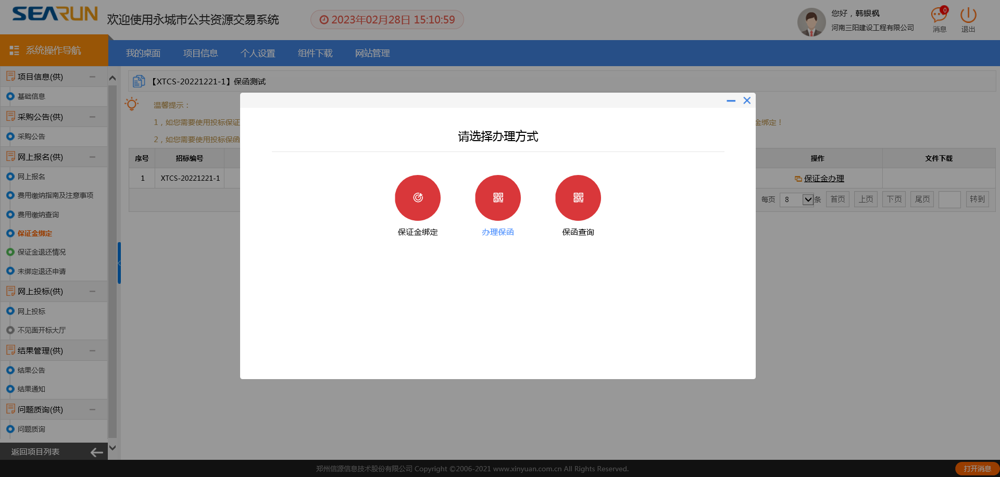 SEARUN 欢迎使用永城市公共资源交易系统
2023年02月28日 15:10:59
您好，韩银枫
河南三阳建设工程有限公司
0
消息
退出
系统操作导航
我的桌面 项目信息 个人设置 组件下载 网站管理
项目信息(供)
基础信息
采购公告(供)
采购公告
网上报名(供)
网上报名
费用缴纳指南及注意事项
费用缴纳查询
保证金绑定
保证金退还情况
未绑定退还申请
网上投标(供)
网上投标
不见面开标大厅
结果管理(供)
结果公告
结果通知
问题质询(供)
问题质询
返回项目列表
【XTCS-20221221-1】保函测试
温馨提示：
1，如您需要使用投标保证
金绑定！
2，如您需要使用投标保函
序号 招标编号 操作 文件下载
1 XTCS-20221221-1 保证金办理
每页 8 条 首页 上页 下页 尾页 转到
请选择办理方式
保证金绑定 办理保函 保函查询
郑州信源信息技术股份有限公司 Copyright ©2006-2021 www.xinyuan.com.cn All Rights Reserved.
打开消息